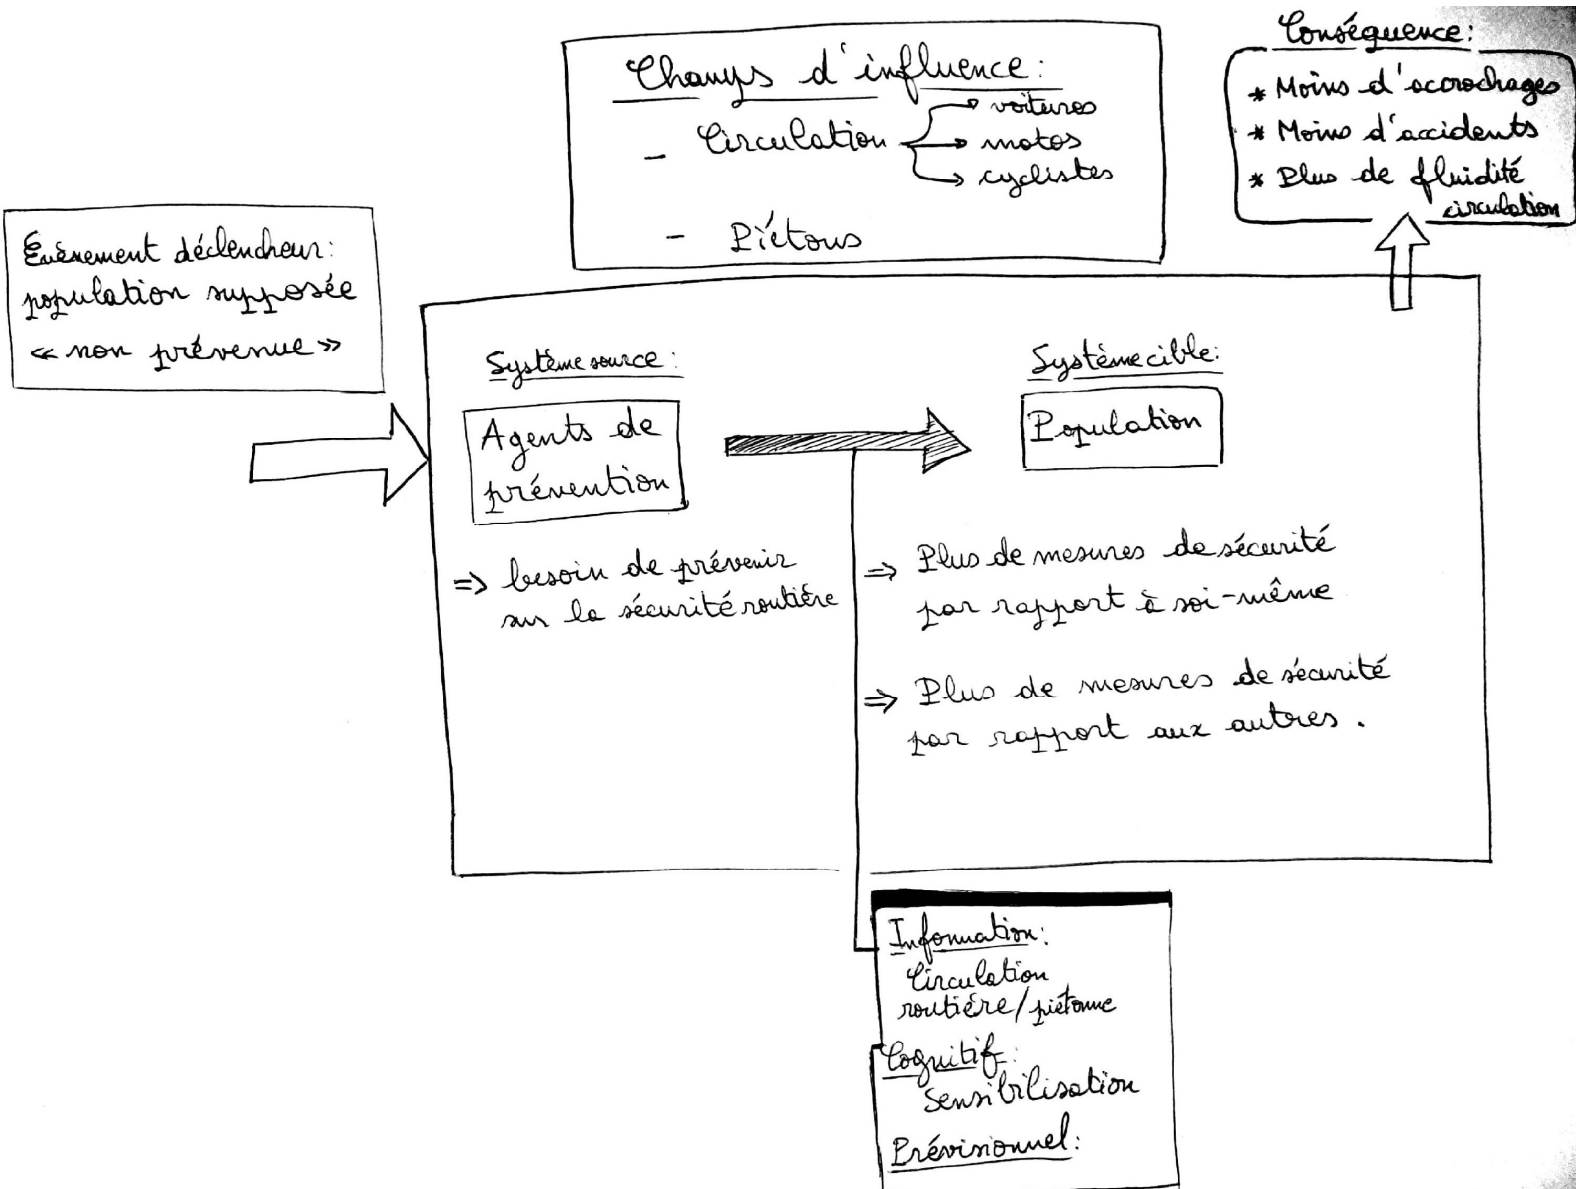 Conséquence:
* Moins d'accrochages
* Moins d'accidents
* Plus de fluidité
circulation
Champs d'influence:
- Circulation
voitures
motos
cyclistes
- Piétons
Évènement déclencheur:
population supposée
« non prévenue »
Système source:
Agents de
prévention
⇒ besoin de prévenir
sur la sécurité routière
Système cible:
Population
⇒ Plus de mesures de sécurité
par rapport à soi-même
⇒ Plus de mesures de sécurité
par rapport aux autres.
Information:
Circulation
routière/piétonne
Cognitif:
Sensibilisation
Prévisionnel: